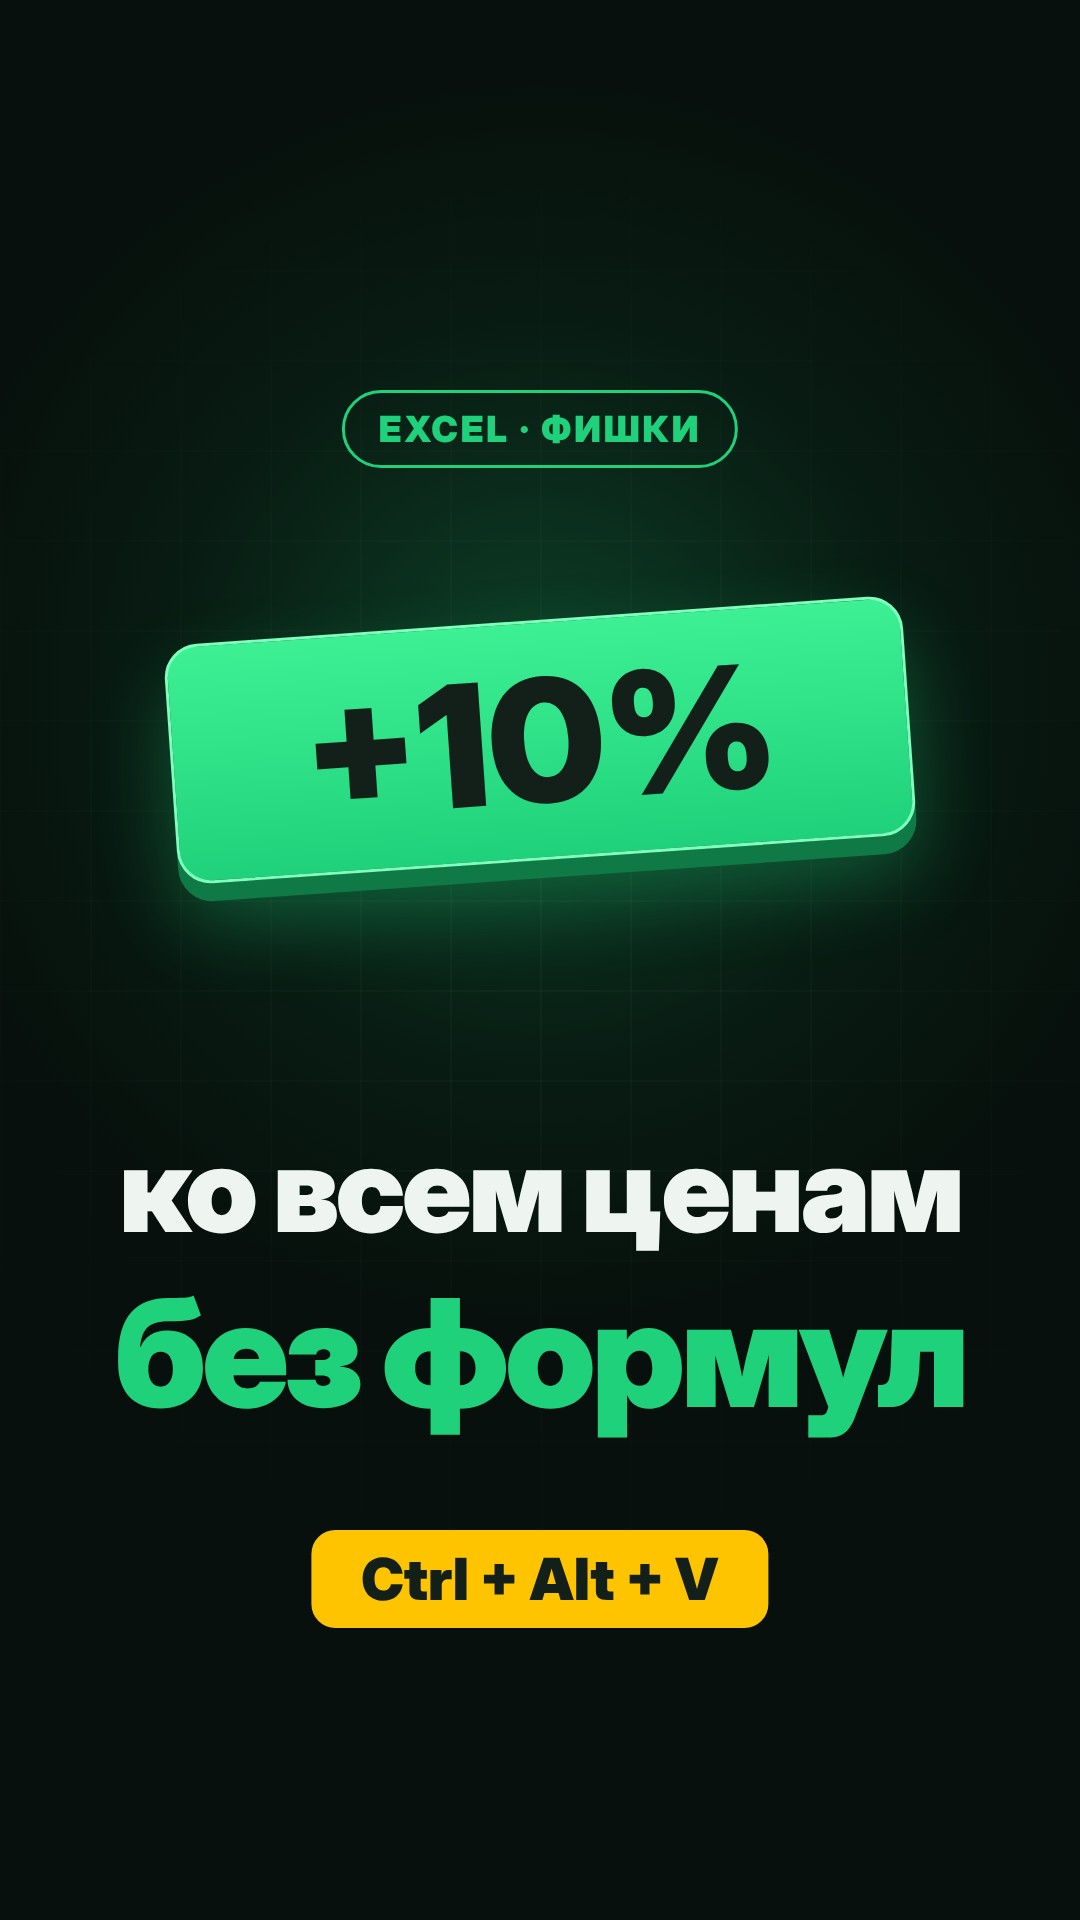 EXCEL · ФИШКИ
+10%
ко всем ценам
без формул
Ctrl + Alt + V